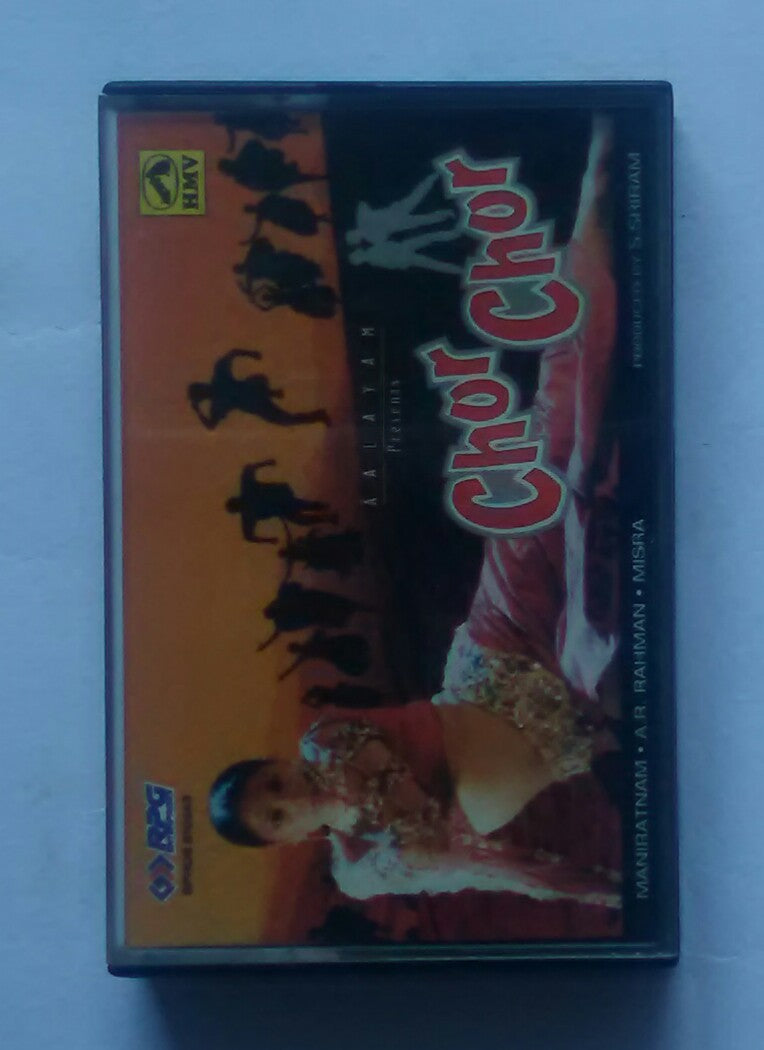 HMV
RPG
AALAYAM
Presents
Chor Chor
MANIRATNAM • A.R. RAHMAN • MISRA
PRODUCED BY S.SRIRAM